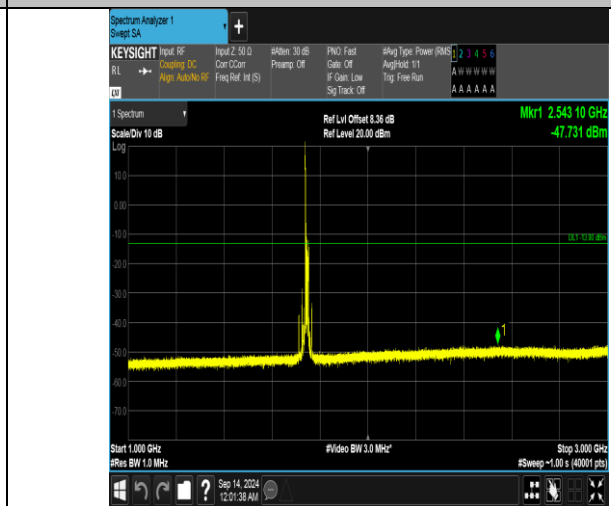 Spectrum Analyzer 1
Swept SA
+
KEYSIGHT
RL
LXI
Input: RF
Coupling: DC
Align: Auto/No RF
Input Z: 50 Ω
Corr CCorr
Freq Ref: Int (S)
#Atten: 30 dB
Preamp: Off
PNO: Fast
Gate: Off
IF Gain: Low
Sig Track: Off
#Avg Type: Power (RMS
Avg|Hold: 1/1
Trig: Free Run
1 2 3 4 5 6
A W W W W W
A A A A A A
1 Spectrum
Scale/Div 10 dB
Log
Ref Lvl Offset 8.36 dB
Ref Level 20.00 dBm
Mkr1 2.543 10 GHz
-47.731 dBm
10.0
0.00
-10.0
DL1 -13.00 dBm
-20.0
-30.0
-40.0
1
-50.0
-60.0
-70.0
Start 1.000 GHz
#Res BW 1.0 MHz
#Video BW 3.0 MHz*
Stop 3.000 GHz
#Sweep ~1.00 s (40001 pts)
?
Sep 14, 2024
12:01:38 AM